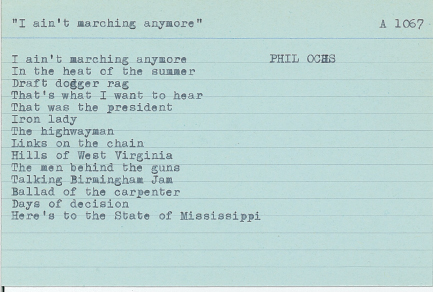 "I ain't marching anymore" A 1067
I ain't marching anymore PHIL OCHS
In the heat of the summer
Draft dodger rag
That's what I want to hear
That was the president
Iron lady
The highwayman
Links on the chain
Hills of West Virginia
The men behind the guns
Talking Birmingham Jam
Ballad of the carpenter
Days of decision
Here's to the State of Mississippi